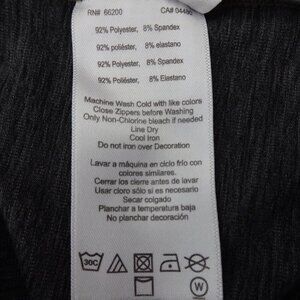 RN# 66200 CA# 04490
92% Polyester, 8% Spandex
92% poliéster, 8% elastano
92% Polyester, 8% Spandex
92% Poliéster, 8% elastano
Machine Wash Cold with like colors
Close Zippers before Washing
Only Non-Chlorine bleach if needed
Line Dry
Cool Iron
Do not iron over Decoration
Lavar a máquina en ciclo frío con
colores similares.
Cerrar los cierres antes de lavar
Usar cloro sólo si es necesario
Secar colgado
Planchar a temperatura baja
No planchar decoración
30C
W